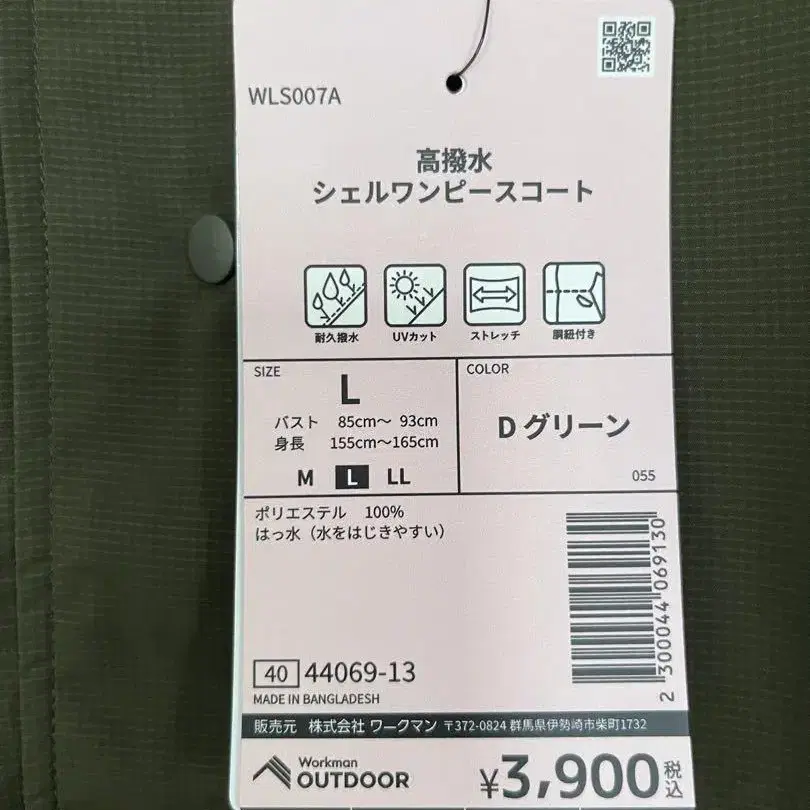 WLS007A
高撥水
シェルワンピースコート
耐久撥水 UVカット ストレッチ 胴紐付き
SIZE
L
バスト 85cm〜 93cm
身長 155cm〜165cm
M L LL
COLOR
D グリーン
055
ポリエステル 100%
はっ水（水をはじきやすい）
2 300044 069130
40 44069-13
MADE IN BANGLADESH
販売元 株式会社 ワークマン 〒372-0824 群馬県伊勢崎市柴町1732
Workman
OUTDOOR
¥3,900税込